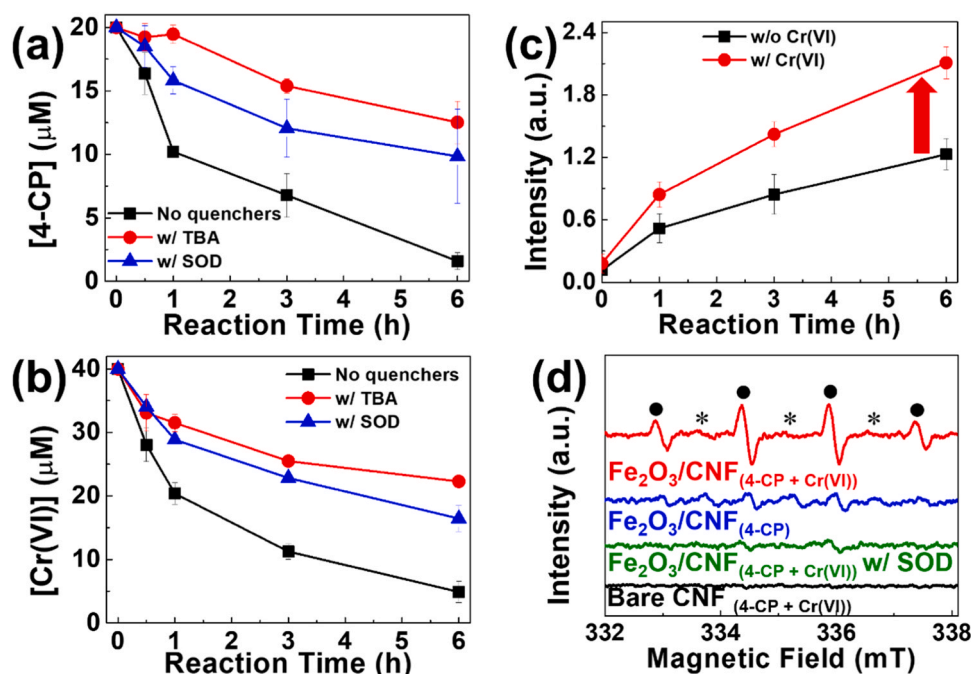 (a)
20
15
10
5
0
[4-CP] (μM)
No quenchers
w/ TBA
w/ SOD
0 1 2 3 4 5 6
Reaction Time (h)
(b)
40
30
20
10
0
[Cr(VI)] (μM)
No quenchers
w/ TBA
w/ SOD
0 1 2 3 4 5 6
Reaction Time (h)
(c)
2.4
1.8
1.2
0.6
0.0
Intensity (a.u.)
w/o Cr(VI)
w/ Cr(VI)
0 1 2 3 4 5 6
Reaction Time (h)
(d)
Intensity (a.u.)
* * *
Fe₂O₃/CNF(4-CP + Cr(VI))
Fe₂O₃/CNF(4-CP)
Fe₂O₃/CNF(4-CP + Cr(VI)) w/ SOD
Bare CNF (4-CP + Cr(VI))
332 334 336 338
Magnetic Field (mT)